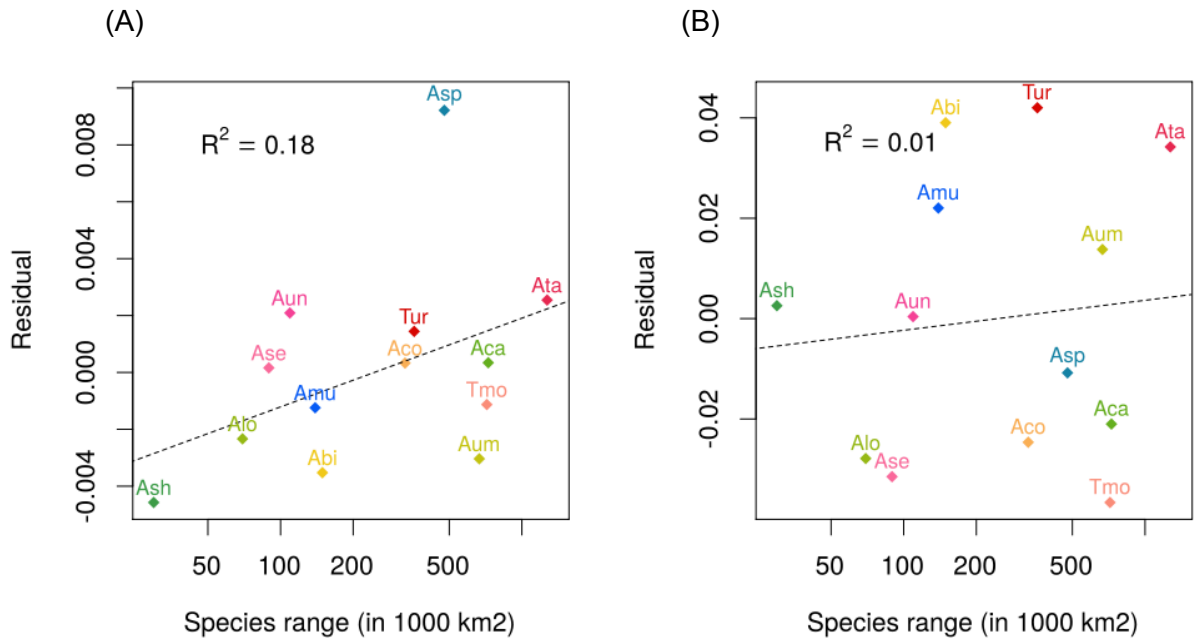 (A)
R2 = 0.18
Asp
Aun
Ata
Tur
Ase
Aco
Aca
Amu
Tmo
Alo
Abi
Aum
Ash
0.008
0.004
0.000
-0.004
Residual
50 100 200 500
Species range (in 1000 km2)
(B)
R2 = 0.01
Abi
Tur
Ata
Amu
Aum
Ash
Aun
Asp
Aca
Aco
Alo
Ase
Tmo
0.04
0.02
0.00
-0.02
Residual
50 100 200 500
Species range (in 1000 km2)